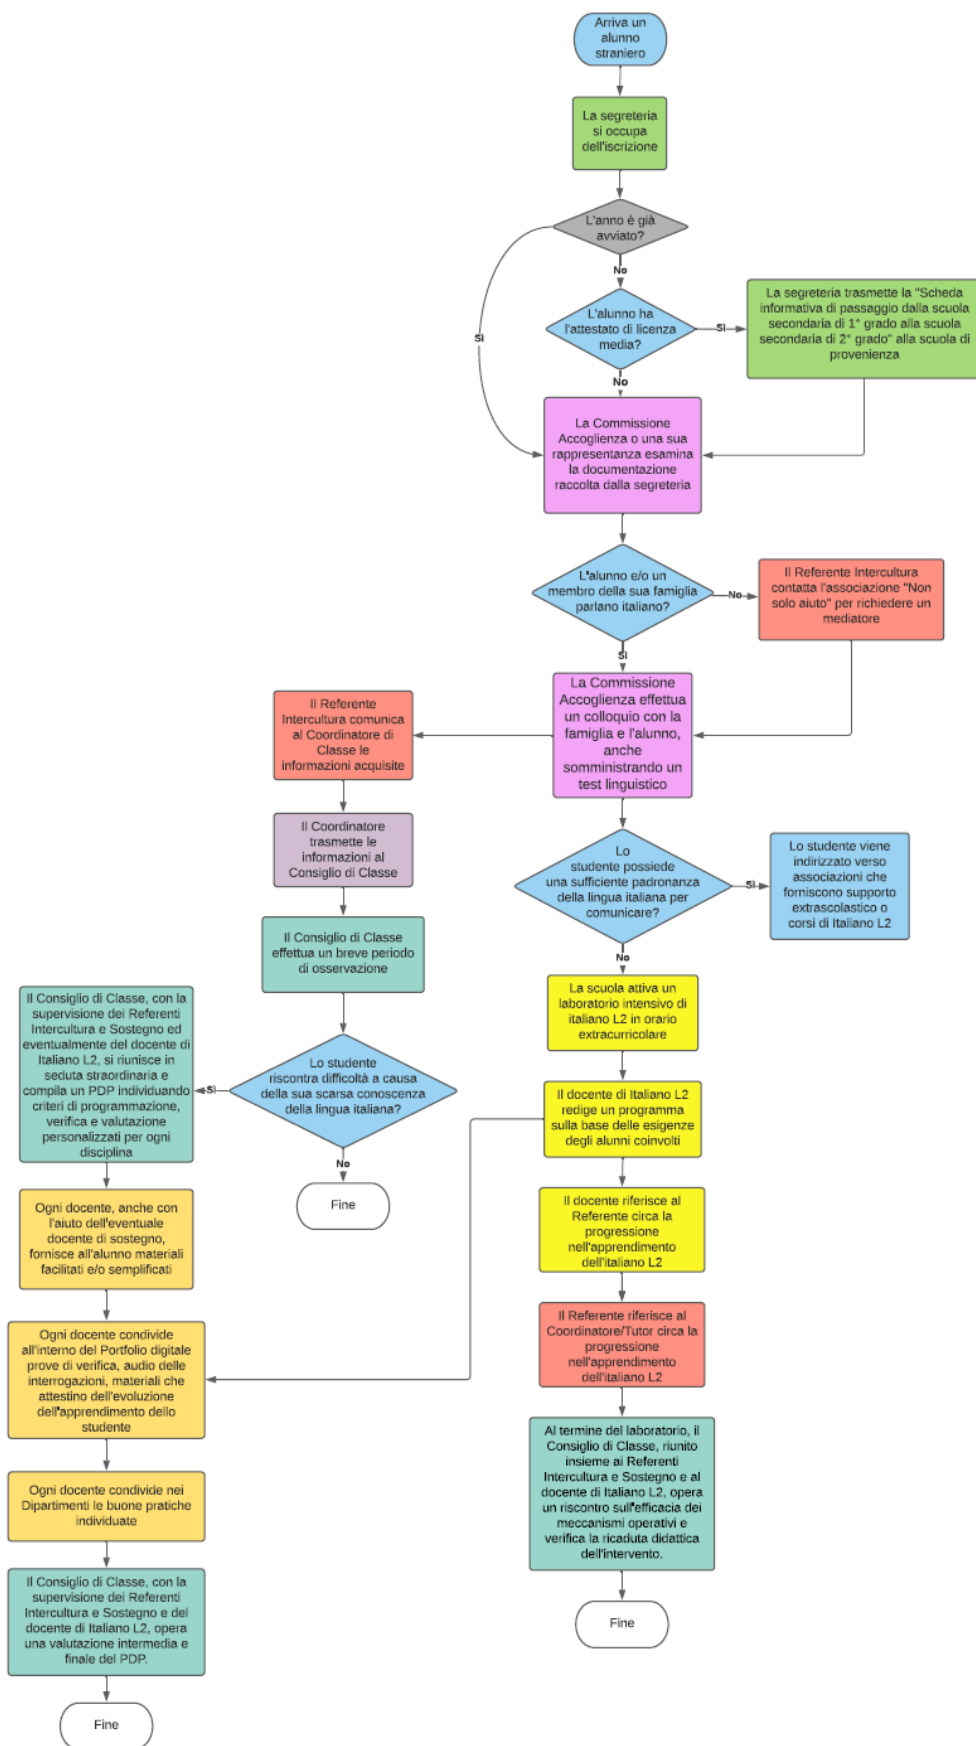 Arriva un
alunno
straniero
La segreteria
si occupa
dell'iscrizione
L'anno è già
avviato?
No
Sì
L'alunno ha
l'attestato di licenza
media?
Sì
No
La segreteria trasmette la "Scheda
informativa di passaggio dalla scuola
secondaria di 1° grado alla scuola
secondaria di 2° grado" alla scuola di
provenienza
La Commissione
Accoglienza o una sua
rappresentanza esamina
la documentazione
raccolta dalla segreteria
L'alunno e/o un
membro della sua famiglia
parlano italiano?
No
Sì
Il Referente Intercultura
contatta l'associazione "Non
solo aiuto" per richiedere un
mediatore
La Commissione
Accoglienza effettua
un colloquio con la
famiglia e l'alunno,
anche
somministrando un
test linguistico
Il Referente
Intercultura comunica
al Coordinatore di
Classe le
informazioni acquisite
Il Coordinatore
trasmette le
informazioni al
Consiglio di Classe
Lo
studente possiede
una sufficiente padronanza
della lingua italiana per
comunicare?
Sì
No
Lo studente viene
indirizzato verso
associazioni che
forniscono supporto
extrascolastico o
corsi di Italiano L2
Il Consiglio di Classe
effettua un breve periodo
di osservazione
La scuola attiva un
laboratorio intensivo di
italiano L2 in orario
extracurricolare
Il Consiglio di Classe, con la
supervisione dei Referenti
Intercultura e Sostegno ed
eventualmente del docente di
Italiano L2, si riunisce in
seduta straordinaria e
compila un PDP individuando
criteri di programmazione,
verifica e valutazione
personalizzati per ogni
disciplina
Sì
Lo studente
riscontra difficoltà a causa
della sua scarsa conoscenza
della lingua italiana?
No
Fine
Il docente di Italiano L2
redige un programma
sulla base delle esigenze
degli alunni coinvolti
Ogni docente, anche con
l'aiuto dell'eventuale
docente di sostegno,
fornisce all'alunno materiali
facilitati e/o semplificati
Il docente riferisce al
Referente circa la
progressione
nell'apprendimento
dell'italiano L2
Ogni docente condivide
all'interno del Portfolio digitale
prove di verifica, audio delle
interrogazioni, materiali che
attestino dell'evoluzione
dell'apprendimento dello
studente
Il Referente riferisce al
Coordinatore/Tutor circa la
progressione
nell'apprendimento
dell'italiano L2
Ogni docente condivide nei
Dipartimenti le buone pratiche
individuate
Al termine del laboratorio, il
Consiglio di Classe, riunito
insieme ai Referenti
Intercultura e Sostegno e al
docente di Italiano L2, opera
un riscontro sull'efficacia dei
meccanismi operativi e
verifica la ricaduta didattica
dell'intervento.
Il Consiglio di Classe, con la
supervisione dei Referenti
Intercultura e Sostegno e del
docente di Italiano L2, opera
una valutazione intermedia e
finale del PDP.
Fine
Fine